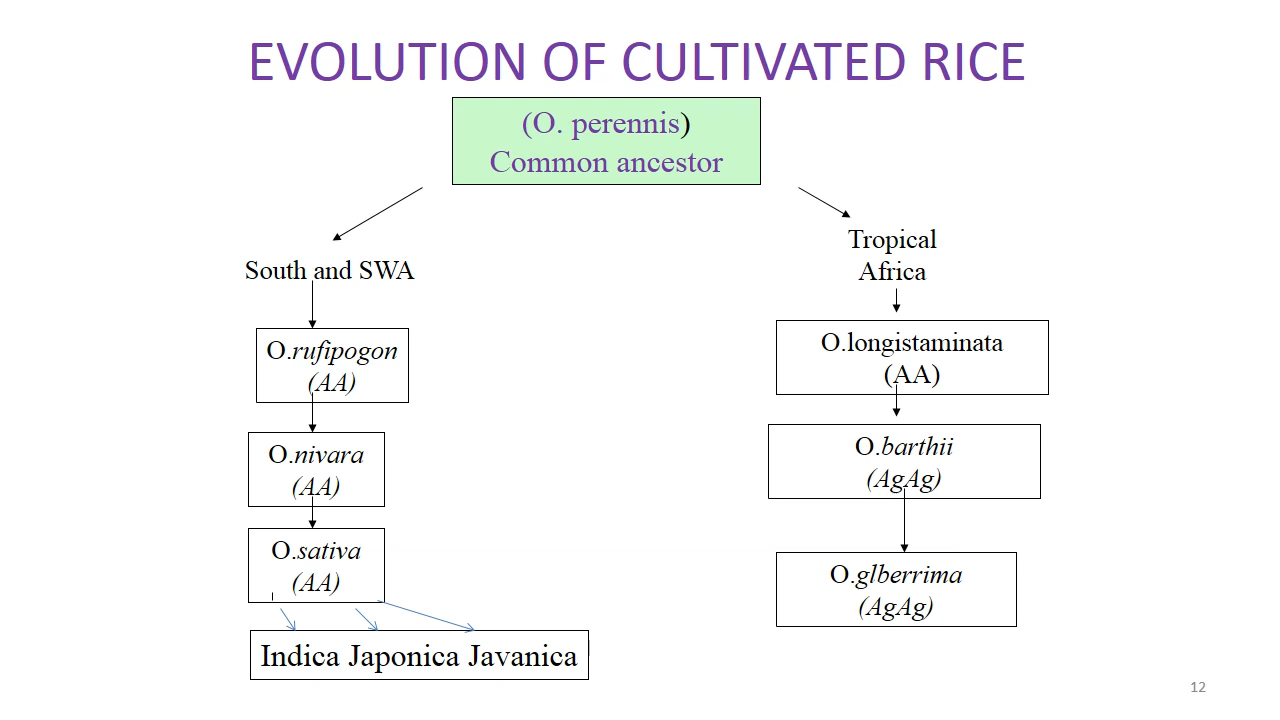 EVOLUTION OF CULTIVATED RICE
(O. perennis)
Common ancestor
South and SWA
O.rufipogon
(AA)
O.nivara
(AA)
O.sativa
(AA)
Indica Japonica Javanica
Tropical
Africa
O.longistaminata
(AA)
O.barthii
(AgAg)
O.glberrima
(AgAg)
12